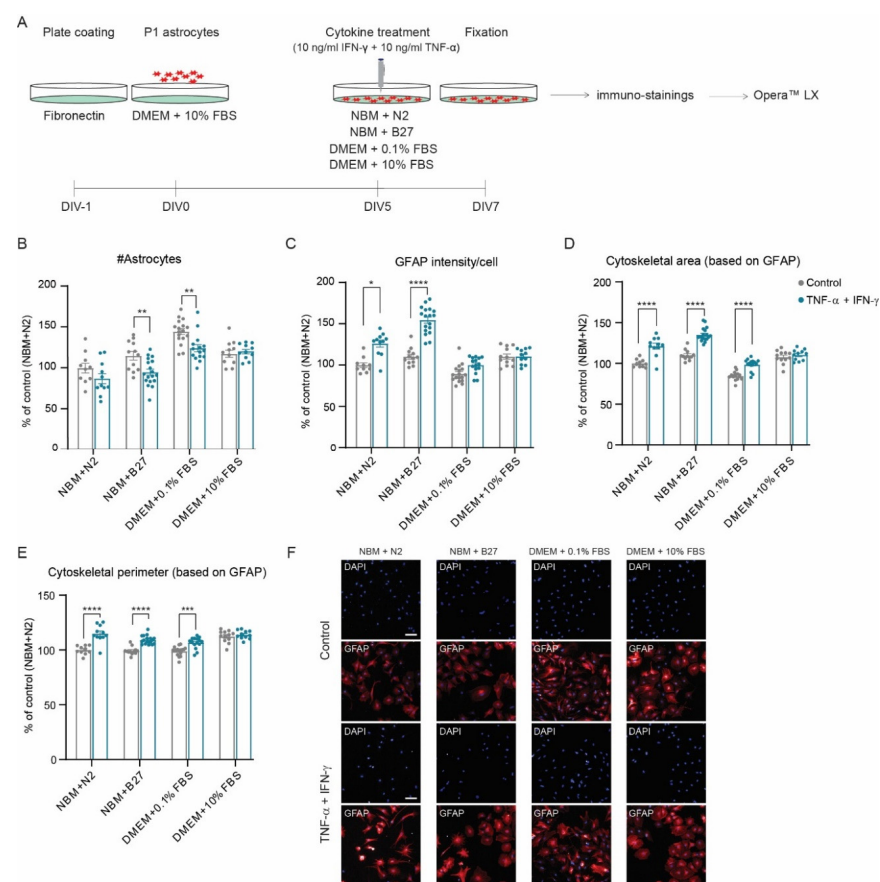 A
Plate coating
P1 astrocytes
Cytokine treatment
(10 ng/ml IFN-γ + 10 ng/ml TNF-α)
Fixation
Fibronectin
DMEM + 10% FBS
NBM + N2
NBM + B27
DMEM + 0.1% FBS
DMEM + 10% FBS
immuno-stainings
Opera™ LX
DIV-1
DIV0
DIV5
DIV7
B
#Astrocytes
% of control (NBM+N2)
200
150
100
50
0
**
**
NBM+N2
NBM+B27
DMEM+0.1% FBS
DMEM+10% FBS
C
GFAP intensity/cell
% of control (NBM+N2)
200
150
100
50
0
*
****
NBM+N2
NBM+B27
DMEM+0.1% FBS
DMEM+10% FBS
D
Cytoskeletal area (based on GFAP)
% of control (NBM+N2)
200
150
100
50
0
****
****
****
Control
TNF-α + IFN-γ
NBM+N2
NBM+B27
DMEM+0.1% FBS
DMEM+10% FBS
E
Cytoskeletal perimeter (based on GFAP)
% of control (NBM+N2)
150
100
50
0
****
****
***
NBM+N2
NBM+B27
DMEM+0.1% FBS
DMEM+10% FBS
F
NBM + N2
NBM + B27
DMEM + 0.1% FBS
DMEM + 10% FBS
Control
DAPI
DAPI
DAPI
DAPI
GFAP
GFAP
GFAP
GFAP
TNF-α + IFN-γ
DAPI
DAPI
DAPI
DAPI
GFAP
GFAP
GFAP
GFAP